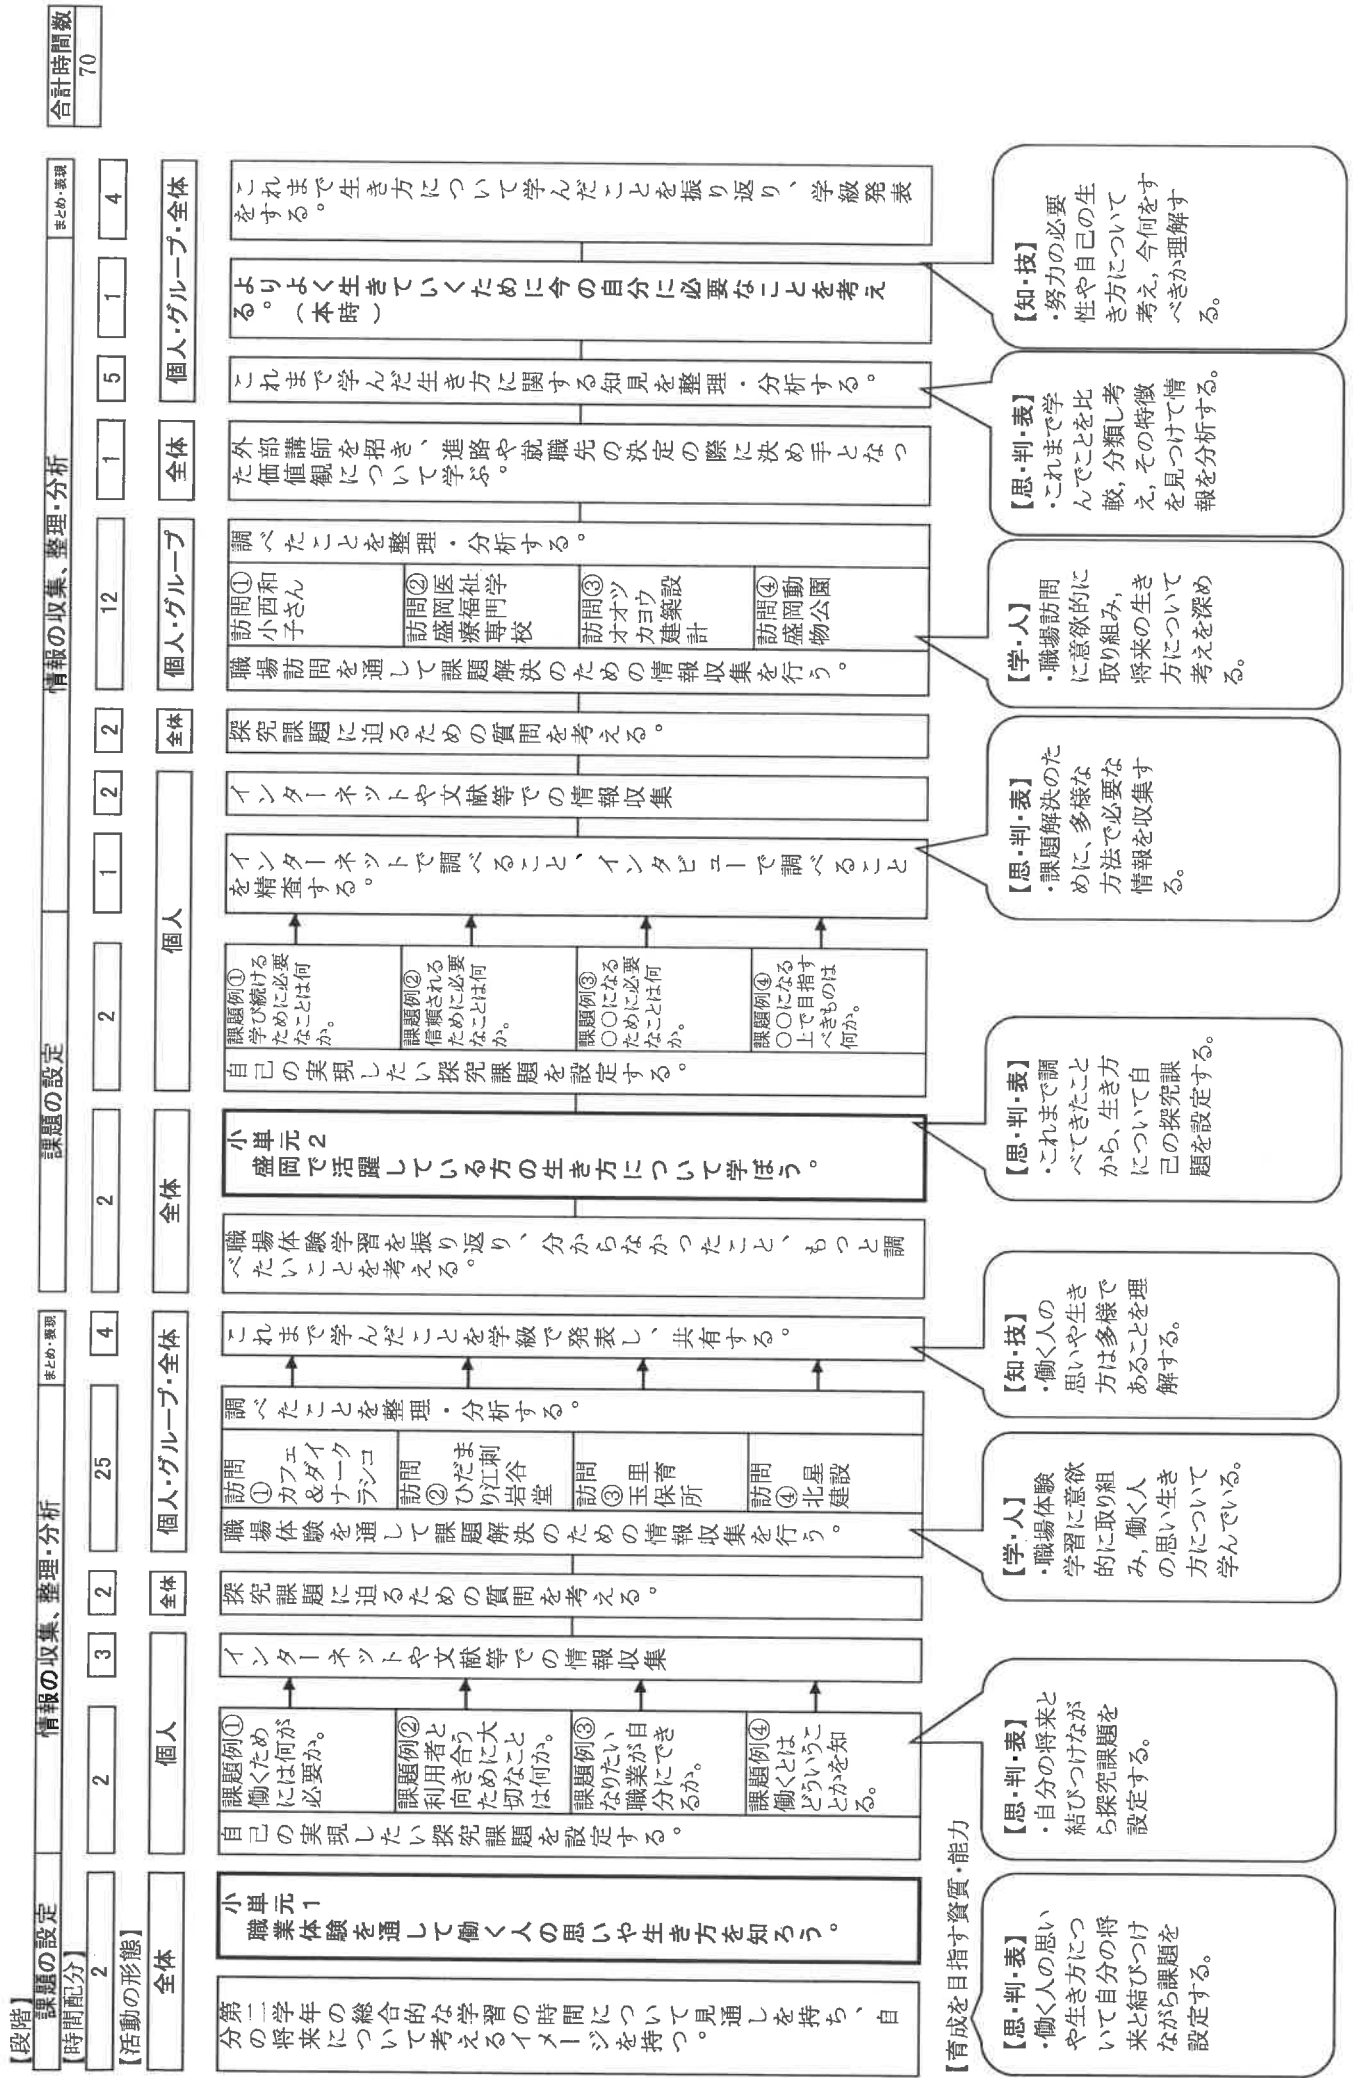 【段階】
課題の設定
情報の収集、整理・分析
まとめ・表現
課題の設定
情報の収集、整理・分析
まとめ・表現
合計時間数
70
【時間配分】
2
2
3
2
25
4
2
2
1
2
2
12
1
5
1
4
【活動の形態】
全体
個人
全体
個人・グループ・全体
全体
個人
全体
個人・グループ
全体
個人・グループ・全体
第二学年の総合的な学習の時間について見通しを持ち、自
分の将来について考えるイメージを持つ。
小単元1
職業体験を通して働く人の思いや生き方を知ろう。
自己の実現したい探究課題を設定する。
課題例①
働くため
には何が
必要か。
課題例②
利用者と
向き合う
ために大
切なこと
は何か。
課題例③
なりたい
職業が自
分にでき
るか。
課題例④
働くとは
どういうこ
とかを知
る。
インターネットや文献等での情報収集
探究課題に迫るための質問を考える。
職場体験を通して課題解決のための情報収集を行う。
訪問
①
カフェ
&ダイ
ナーク
ラシコ
訪問
②
ひだま
り江刺
岩谷
堂
訪問
③
玉里
保育
所
訪問
④
北星
建設
調べたことを整理・分析する。
これまで学んだことを学級で発表し、共有する。
職場体験学習を振り返り、分からなかったこと、もっと調
べたいことを考える。
小単元2
盛岡で活躍している方の生き方について学ぼう。
自己の実現したい探究課題を設定する。
課題例①
学び続ける
ために必要
なことは何
か。
課題例②
信頼される
ために必要
なことは何
か。
課題例③
○○になる
ために必要
なことは何
か。
課題例④
○○になる
上で目指す
べきものは
何か。
インターネットで調べること、インタビューで調べること
を精査する。
インターネットや文献等での情報収集
探究課題に迫るための質問を考える。
職場訪問を通して課題解決のための情報収集を行う。
訪問①
小西和
子さん
訪問②
盛岡医
療福祉
専門学
校
訪問③
オオツ
カヨウ
建築設
計
訪問④
盛岡動
物公園
調べたことを整理・分析する。
外部講師を招き、進路や就職先の決定の際に決め手となっ
た価値観について学ぶ。
これまで学んだ生き方に関する知見を整理・分析する。
よりよく生きていくために今の自分に必要なことを考え
る。(本時)
これまで生き方について学んだことを振り返り、学級発表
をする。
【育成を目指す資質・能力
【思・判・表】
・働く人の思い
や生き方につ
いて自分の将
来と結びつけ
ながら課題を
設定する。
【思・判・表】
・自分の将来と
結びつけなが
ら探究課題を
設定する。
【学・人】
・職場体験
学習に意欲
的に取り組
み、働く人
の思い生き
方について
学んでいる。
【知・技】
・働く人の
思いや生き
方は多様で
あることを理
解する。
【思・判・表】
・これまで調
べてきたこと
から、生き方
について自
己の探究課
題を設定する。
【思・判・表】
・課題解決のた
めに、多様な
方法で必要な
情報を収集す
る。
【学・人】
・職場訪問
に意欲的に
取り組み、
将来の生き
方について
考えを深め
る。
【思・判・表】
・これまで学
んでことを比
較，分類し考
え，その特徴
を見つけて情
報を分析する。
【知・技】
・努力の必要
性や自己の生
き方について
考え，今何をす
べきか理解す
る。